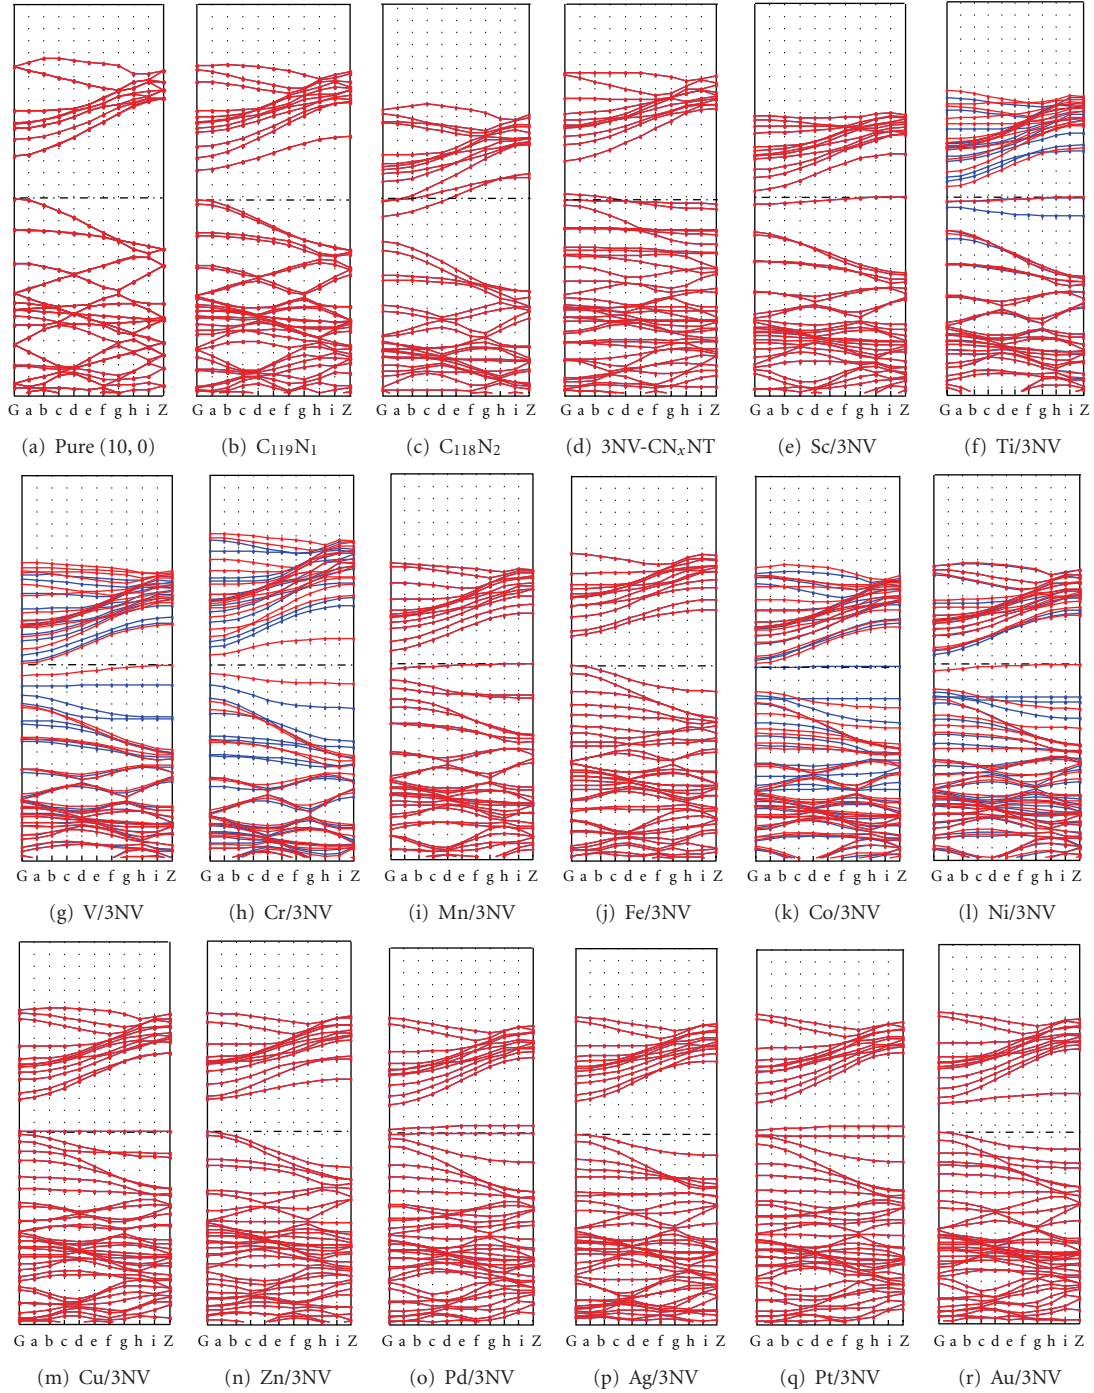 G a b c d e f g h i Z
G a b c d e f g h i Z
G a b c d e f g h i Z
G a b c d e f g h i Z
G a b c d e f g h i Z
G a b c d e f g h i Z
(a) Pure (10, 0)
(b) C₁₁₉N₁
(c) C₁₁₈N₂
(d) 3NV-CNₓNT
(e) Sc/3NV
(f) Ti/3NV
G a b c d e f g h i Z
G a b c d e f g h i Z
G a b c d e f g h i Z
G a b c d e f g h i Z
G a b c d e f g h i Z
G a b c d e f g h i Z
(g) V/3NV
(h) Cr/3NV
(i) Mn/3NV
(j) Fe/3NV
(k) Co/3NV
(l) Ni/3NV
G a b c d e f g h i Z
G a b c d e f g h i Z
G a b c d e f g h i Z
G a b c d e f g h i Z
G a b c d e f g h i Z
G a b c d e f g h i Z
(m) Cu/3NV
(n) Zn/3NV
(o) Pd/3NV
(p) Ag/3NV
(q) Pt/3NV
(r) Au/3NV